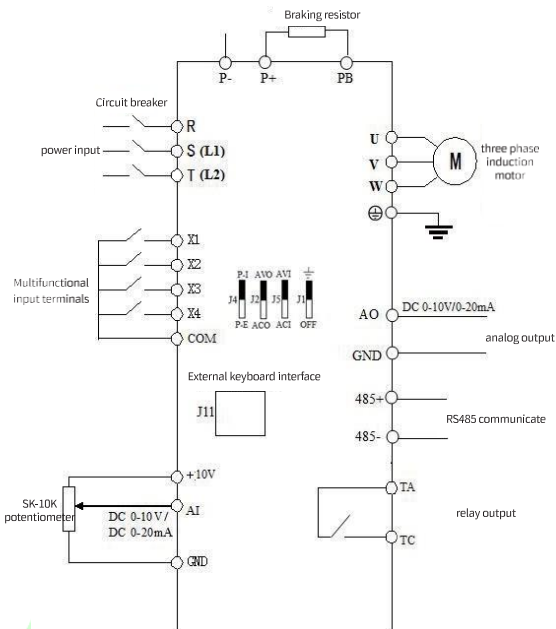 Braking resistor
P- P+ PB
Circuit breaker
R
power input S (L1)
T (L2)
U
V
W
M
three phase
induction
motor
X1
X2
X3
X4
COM
Multifunctional
input terminals
P-I AVO AVI
J4 J2 J5 J1
P-E ACO ACI OFF
AO DC 0-10V/0-20mA
analog output
GND
External keyboard interface
J11
485+
RS485 communicate
485-
+10V
SK-10K
potentiometer
AI
DC 0-10V/
DC 0-20mA
GND
TA
relay output
TC